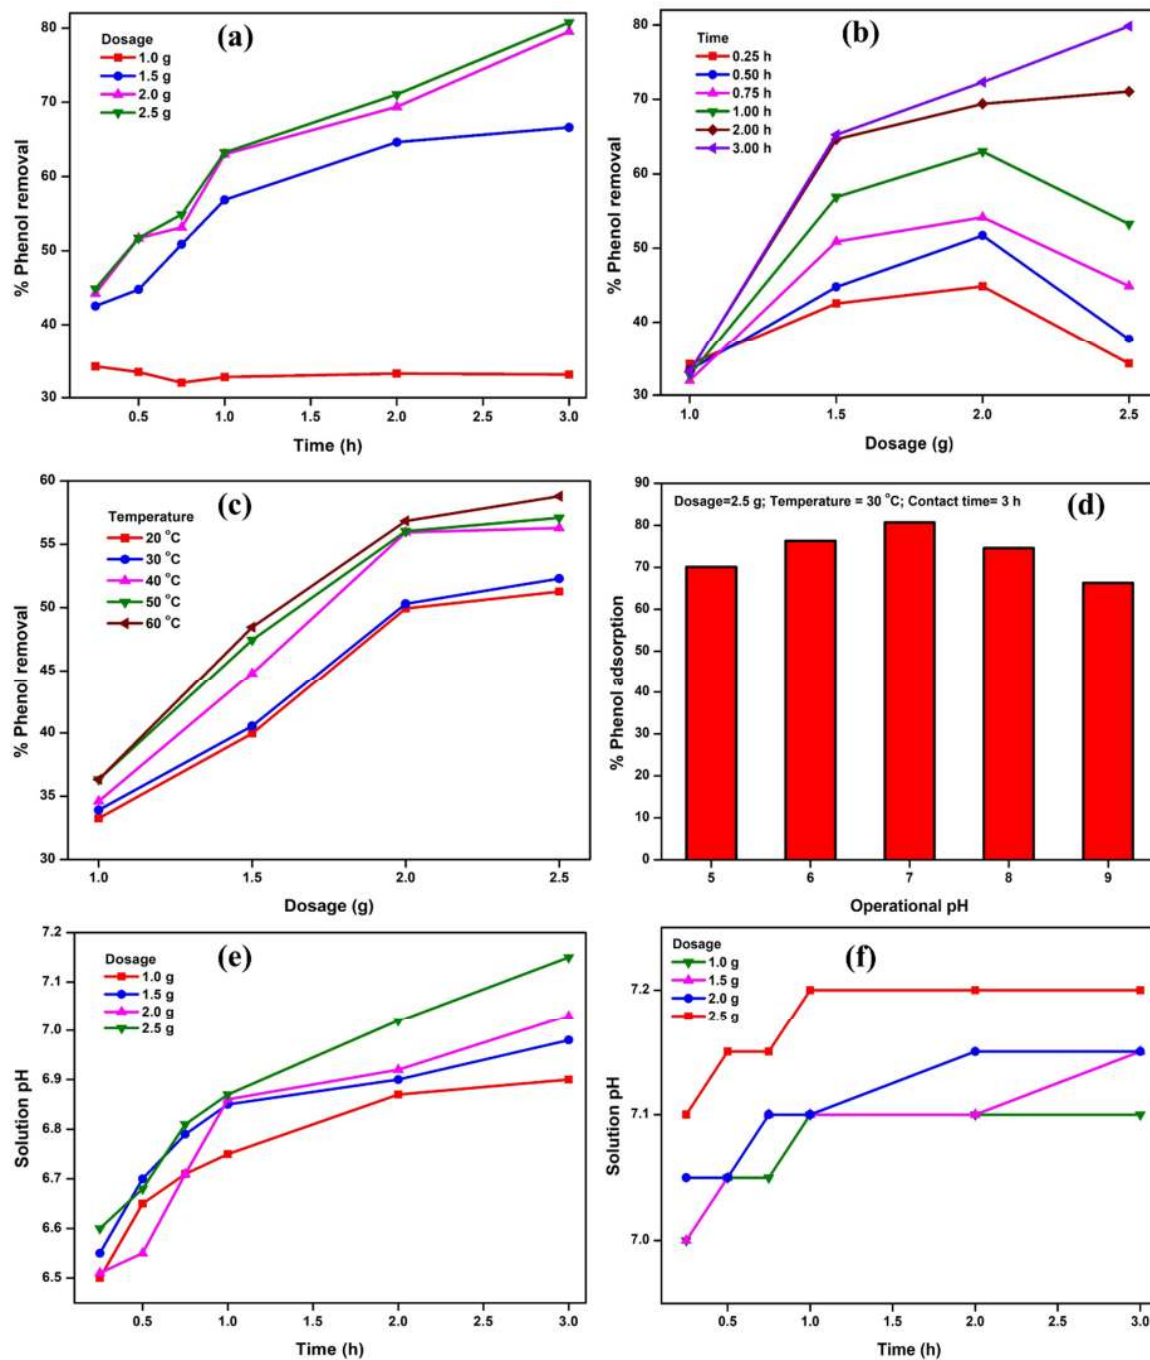 (a)
Dosage
1.0 g
1.5 g
2.0 g
2.5 g
% Phenol removal
80
70
60
50
40
30
0.5
1.0
1.5
2.0
2.5
3.0
Time (h)
(b)
Time
0.25 h
0.50 h
0.75 h
1.00 h
2.00 h
3.00 h
% Phenol removal
80
70
60
50
40
30
1.0
1.5
2.0
2.5
Dosage (g)
(c)
Temperature
20 °C
30 °C
40 °C
50 °C
60 °C
% Phenol removal
60
55
50
45
40
35
30
1.0
1.5
2.0
2.5
Dosage (g)
Dosage=2.5 g; Temperature = 30 °C; Contact time= 3 h
(d)
% Phenol adsorption
90
80
70
60
50
40
30
20
10
0
5
6
7
8
9
Operational pH
(e)
Dosage
1.0 g
1.5 g
2.0 g
2.5 g
Solution pH
7.2
7.1
7.0
6.9
6.8
6.7
6.6
6.5
0.5
1.0
1.5
2.0
2.5
3.0
Time (h)
(f)
Dosage
1.0 g
1.5 g
2.0 g
2.5 g
Solution pH
7.2
7.1
7.0
0.5
1.0
1.5
2.0
2.5
3.0
Time (h)